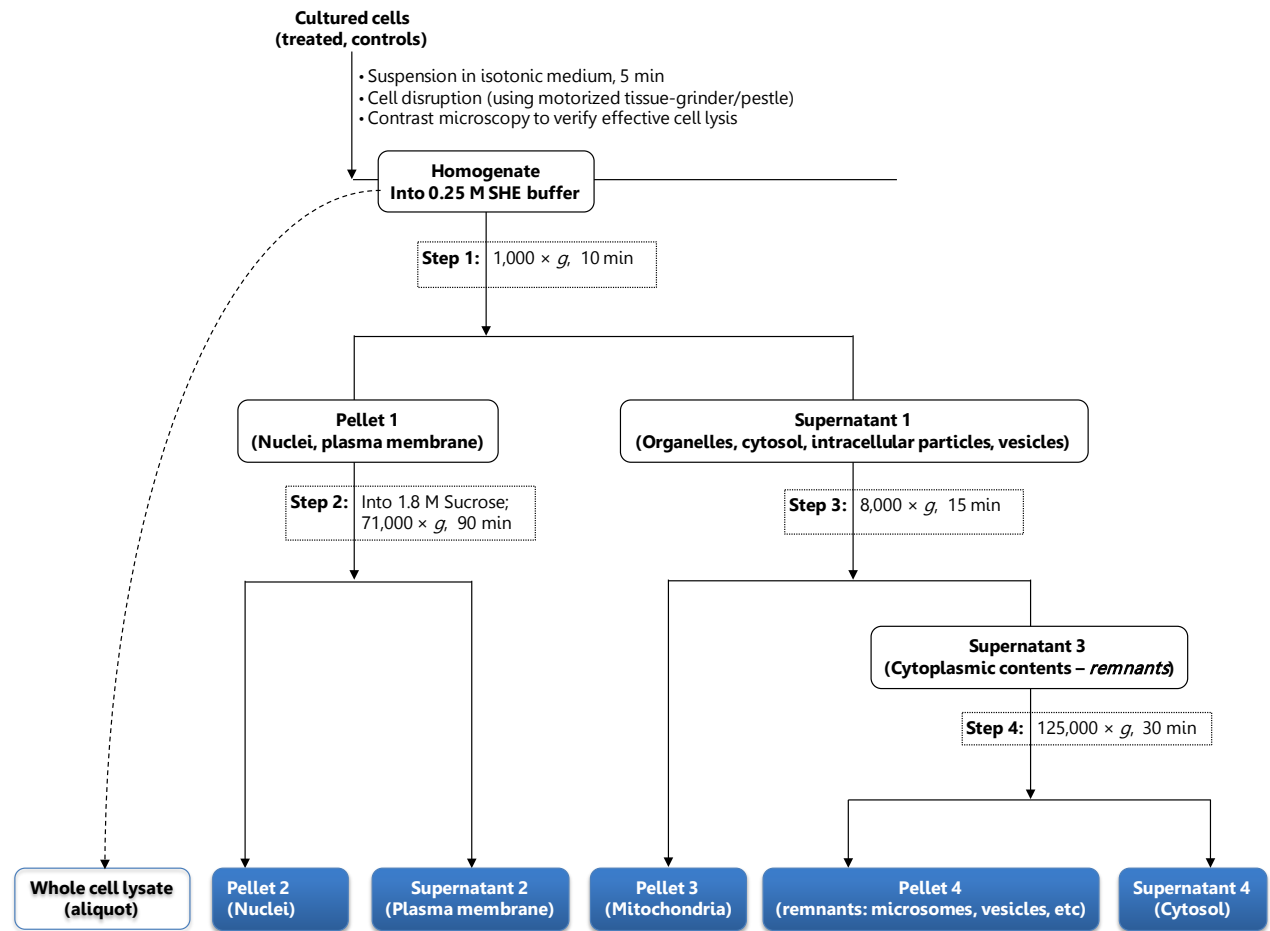 Cultured cells
(treated, controls)
• Suspension in isotonic medium, 5 min
• Cell disruption (using motorized tissue-grinder/pestle)
• Contrast microscopy to verify effective cell lysis
Homogenate
Into 0.25 M SHE buffer
Step 1: 1,000 × g, 10 min
Pellet 1
(Nuclei, plasma membrane)
Supernatant 1
(Organelles, cytosol, intracellular particles, vesicles)
Step 2: Into 1.8 M Sucrose;
71,000 × g, 90 min
Step 3: 8,000 × g, 15 min
Supernatant 3
(Cytoplasmic contents – remnants)
Step 4: 125,000 × g, 30 min
Whole cell lysate
(aliquot)
Pellet 2
(Nuclei)
Supernatant 2
(Plasma membrane)
Pellet 3
(Mitochondria)
Pellet 4
(remnants: microsomes, vesicles, etc)
Supernatant 4
(Cytosol)